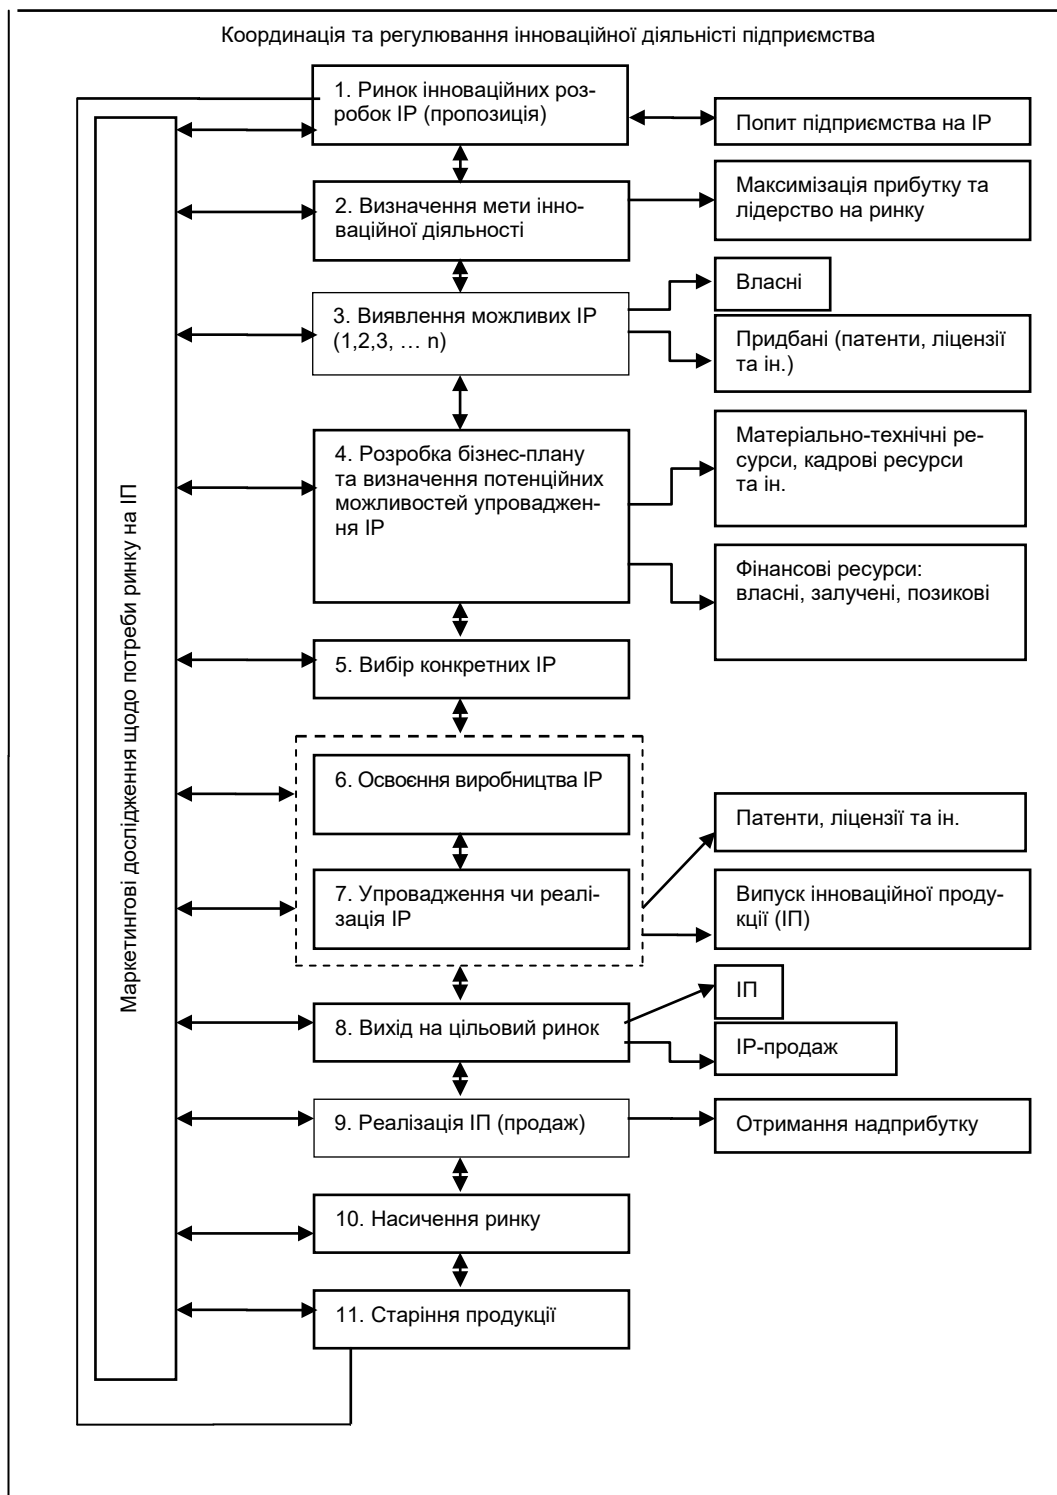 Координація та регулювання інноваційної діяльністі підприємства
1. Ринок інноваційних роз-
робок ІР (пропозиція)
Попит підприємства на ІР
2. Визначення мети інно-
ваційної діяльності
Максимізація прибутку та
лідерство на ринку
3. Виявлення можливих ІР
(1,2,3, … n)
Власні
Придбані (патенти, ліцензії
та ін.)
4. Розробка бізнес-плану
та визначення потенційних
можливостей упроваджен-
ня ІР
Матеріально-технічні ре-
сурси, кадрові ресурси
та ін.
Фінансові ресурси:
власні, залучені, позикові
5. Вибір конкретних ІР
6. Освоєння виробництва ІР
7. Упровадження чи реалі-
зація ІР
Патенти, ліцензії та ін.
Випуск інноваційної проду-
кції (ІП)
8. Вихід на цільовий ринок
ІП
ІР-продаж
9. Реалізація ІП (продаж)
Отримання надприбутку
10. Насичення ринку
11. Старіння продукції
Маркетингові дослідження щодо потреби ринку на ІП